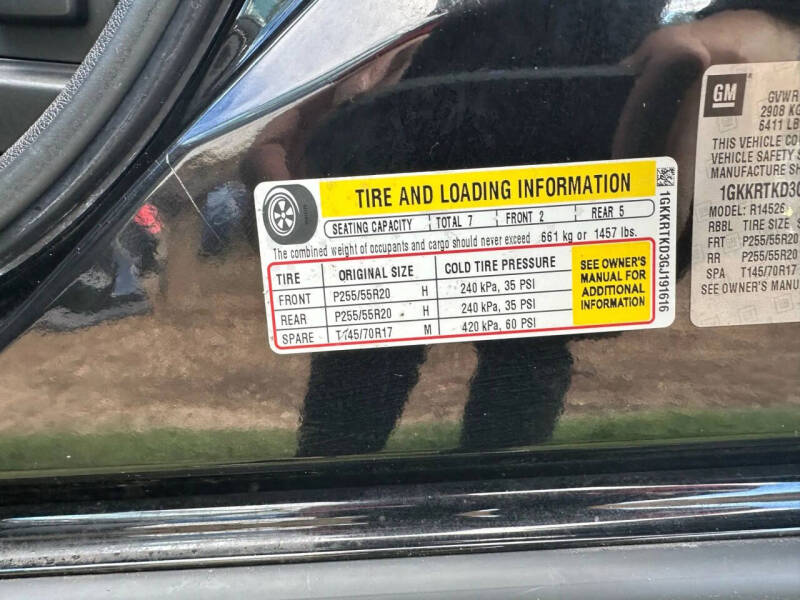 TIRE AND LOADING INFORMATION
SEATING CAPACITY TOTAL 7 FRONT 2 REAR 5
The combined weight of occupants and cargo should never exceed 661 kg or 1457 lbs.
TIRE ORIGINAL SIZE COLD TIRE PRESSURE
FRONT P255/55R20 H 240 kPa, 35 PSI
REAR P255/55R20 H 240 kPa, 35 PSI
SPARE T145/70R17 M 420 kPa, 60 PSI
SEE OWNER'S
MANUAL FOR
ADDITIONAL
INFORMATION
1GKKRTKD3GJ191616
GM
GVWR
2908 KG
6411 LB
THIS VEHICLE CO
VEHICLE SAFETY S
MANUFACTURE SH
1GKKRTKD3G
MODEL: R14526
RBBL TIRE SIZE S
FRT P255/55R20
RR P255/55R20
SPA T145/70R17
SEE OWNER'S MANU